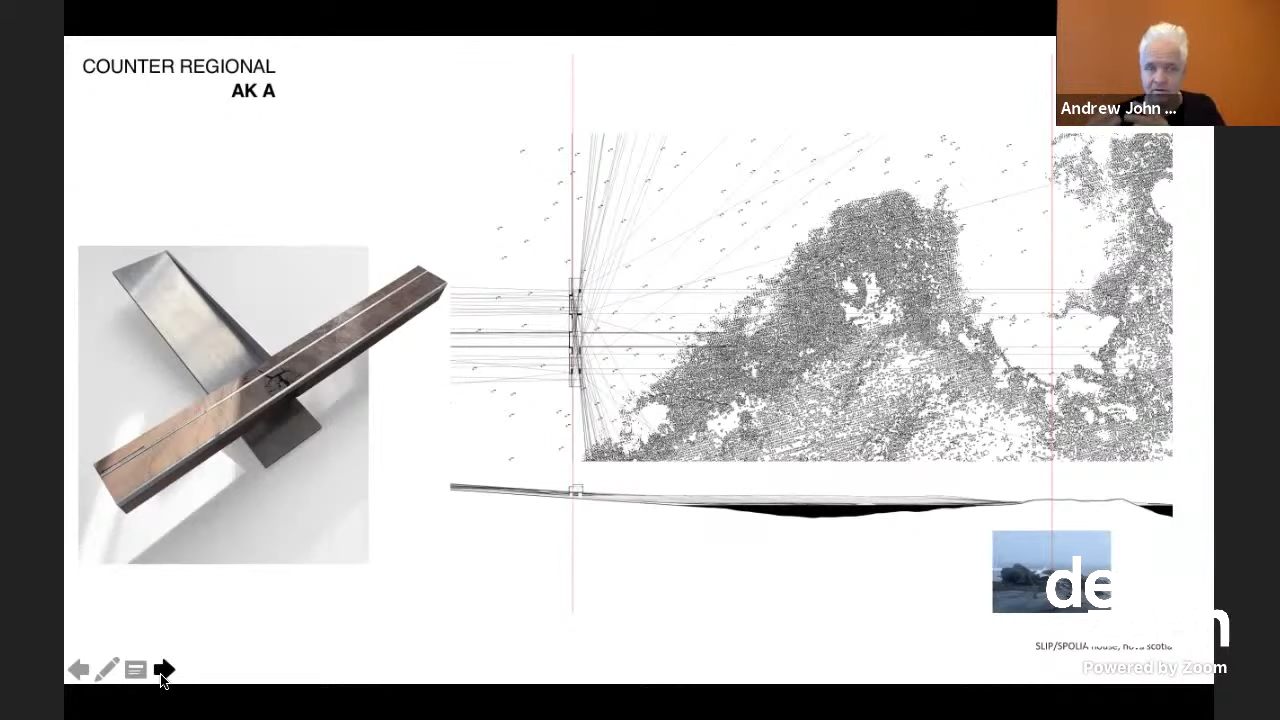 COUNTER REGIONAL
AK A
Andrew John ...
de
SLIP/SPOLIA house, nova scotia
Powered by Zoom